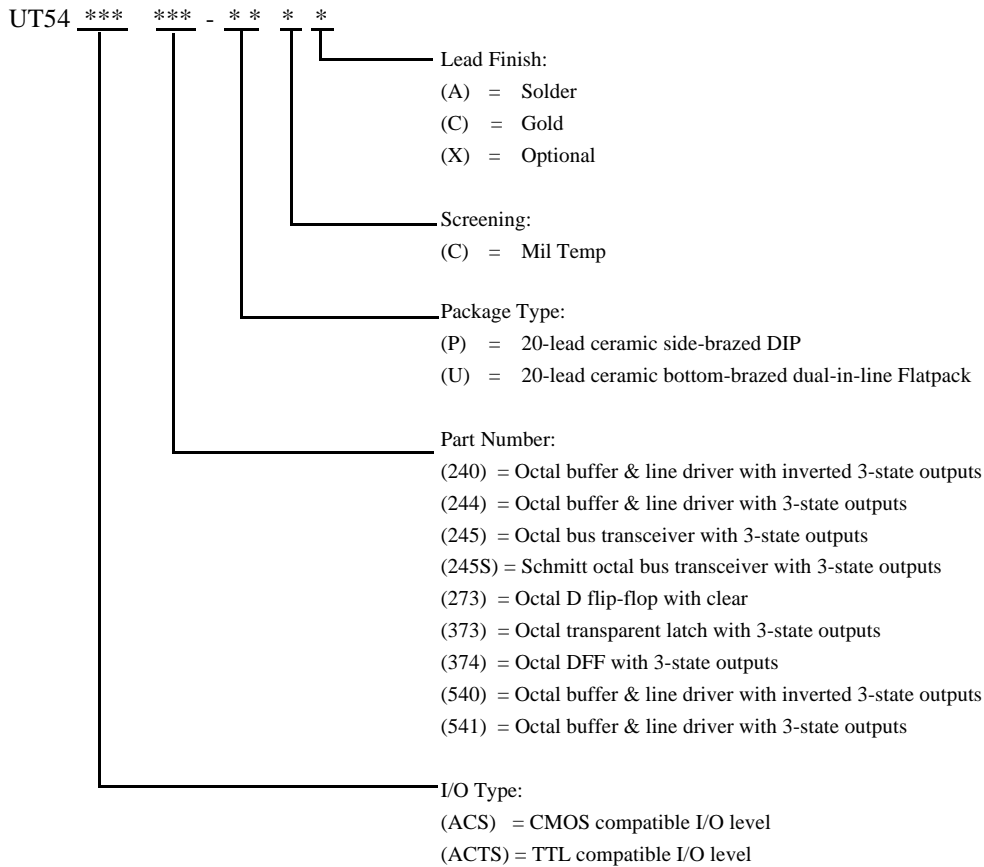 UT54 *** *** - * * * *
Lead Finish:
(A) = Solder
(C) = Gold
(X) = Optional
Screening:
(C) = Mil Temp
Package Type:
(P) = 20-lead ceramic side-brazed DIP
(U) = 20-lead ceramic bottom-brazed dual-in-line Flatpack
Part Number:
(240) = Octal buffer & line driver with inverted 3-state outputs
(244) = Octal buffer & line driver with 3-state outputs
(245) = Octal bus transceiver with 3-state outputs
(245S) = Schmitt octal bus transceiver with 3-state outputs
(273) = Octal D flip-flop with clear
(373) = Octal transparent latch with 3-state outputs
(374) = Octal DFF with 3-state outputs
(540) = Octal buffer & line driver with inverted 3-state outputs
(541) = Octal buffer & line driver with 3-state outputs
I/O Type:
(ACS) = CMOS compatible I/O level
(ACTS) = TTL compatible I/O level